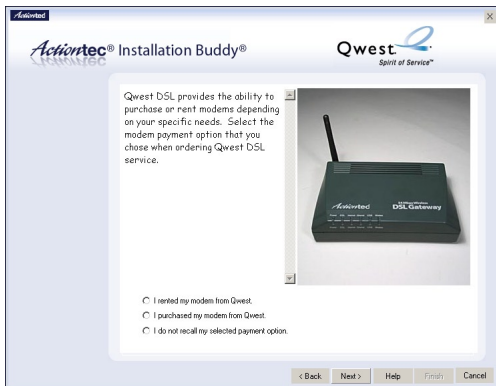 Actiontec
Actiontec® Installation Buddy®
Qwest
Spirit of Service™
Qwest DSL provides the ability to
purchase or rent modems depending
on your specific needs. Select the
modem payment option that you
chose when ordering Qwest DSL
service.
Actiontec
DSL Gateway
I rented my modem from Qwest.
I purchased my modem from Qwest.
I do not recall my selected payment option.
< Back
Next >
Help
Finish
Cancel